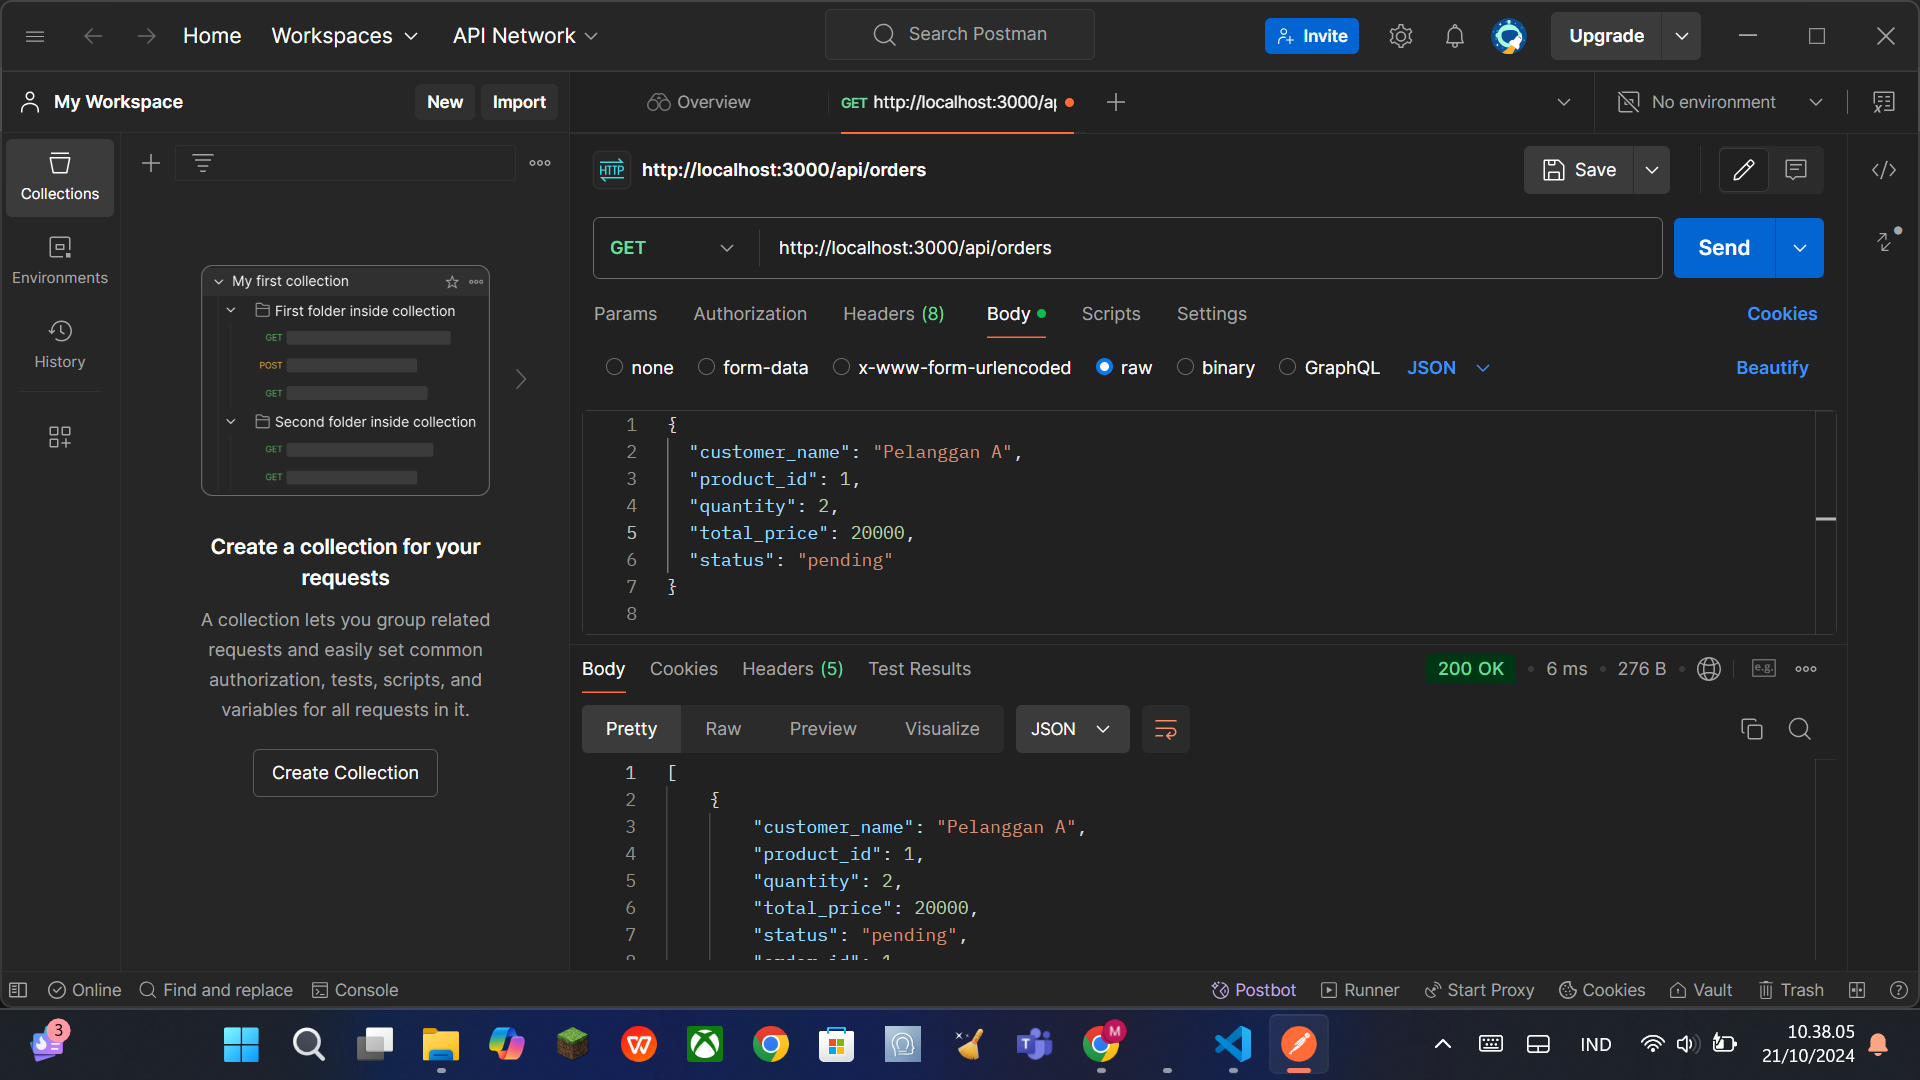 Home
Workspaces
API Network
Search Postman
Invite
Upgrade
My Workspace
New
Import
Overview
GET http://localhost:3000/ap
No environment
Collections
Environments
History
My first collection
First folder inside collection
GET
POST
GET
Second folder inside collection
GET
GET
Create a collection for your
requests
A collection lets you group related
requests and easily set common
authorization, tests, scripts, and
variables for all requests in it.
Create Collection
HTTP
http://localhost:3000/api/orders
Save
GET
http://localhost:3000/api/orders
Send
Params
Authorization
Headers (8)
Body
Scripts
Settings
Cookies
none
form-data
x-www-form-urlencoded
raw
binary
GraphQL
JSON
Beautify
1 {
2 "customer_name": "Pelanggan A",
3 "product_id": 1,
4 "quantity": 2,
5 "total_price": 20000,
6 "status": "pending"
7 }
8
Body
Cookies
Headers (5)
Test Results
200 OK
6 ms
276 B
e.g.
Pretty
Raw
Preview
Visualize
JSON
1 [
2 {
3 "customer_name": "Pelanggan A",
4 "product_id": 1,
5 "quantity": 2,
6 "total_price": 20000,
7 "status": "pending",
Online
Find and replace
Console
Postbot
Runner
Start Proxy
Cookies
Vault
Trash
3
M
IND
10.38.05
21/10/2024